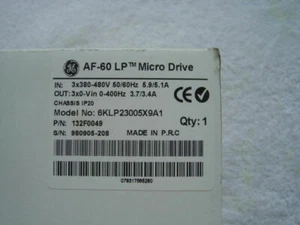 AF-60 LP™ Micro Drive
IN: 3x380-480V 50/60Hz 5.9/5.1A
OUT: 3x0-Vin 0-400Hz 3.7/3.4A
CHASSIS IP20
Model No: 6KLP23005X9A1
P/N: 132F0049 Qty: 1
S/N: 980905-208 MADE IN P.R.C